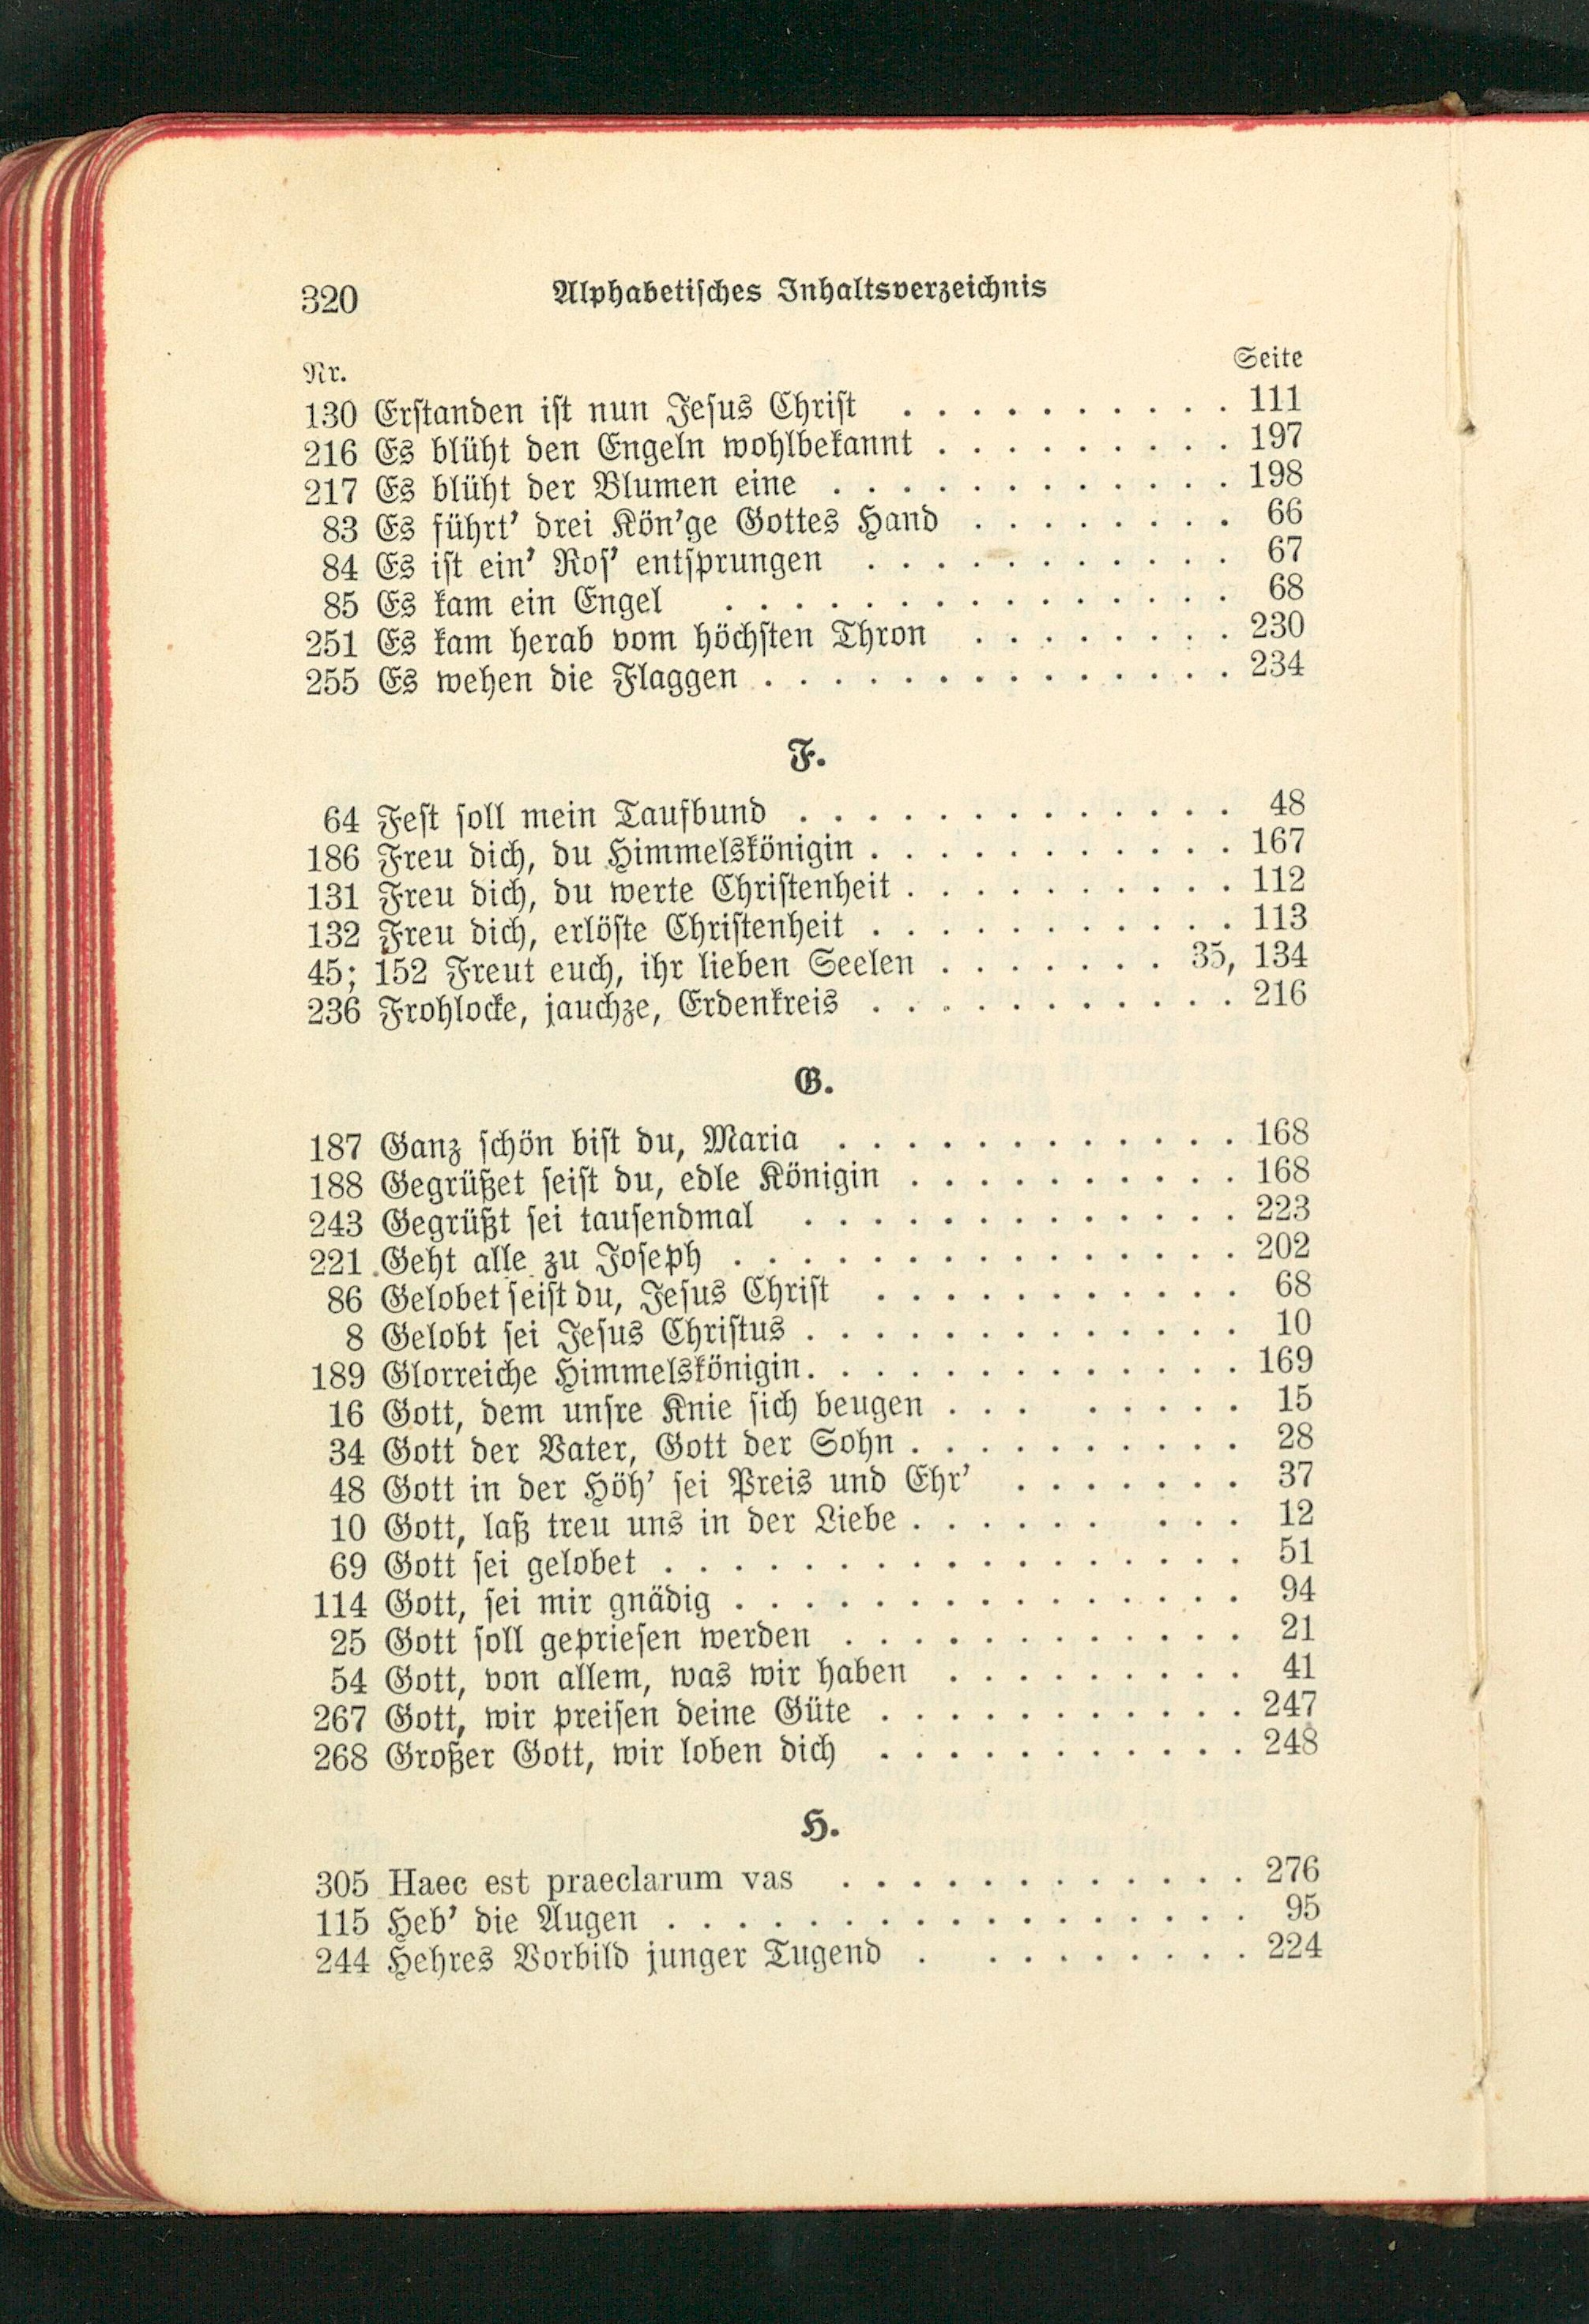 320 Alphabetisches Inhaltsverzeichnis
Nr. Seite
130 Erstanden ist nun Jesus Christ . . . . . . . . . . 111
216 Es blüht den Engeln wohlbekannt . . . . . . . . . 197
217 Es blüht der Blumen eine . . . . . . . . . . . . 198
83 Es führt' drei Kön'ge Gottes Hand . . . . . . . . 66
84 Es ist ein' Ros' entsprungen . . . . . . . . . . . 67
85 Es kam ein Engel . . . . . . . . . . . . . . . 68
251 Es kam herab vom höchsten Thron . . . . . . . . 230
255 Es wehen die Flaggen . . . . . . . . . . . . . . 234
F.
64 Fest soll mein Taufbund . . . . . . . . . . . . . 48
186 Freu dich, du Himmelskönigin . . . . . . . . . . . 167
131 Freu dich, du werte Christenheit . . . . . . . . . . 112
132 Freu dich, erlöste Christenheit . . . . . . . . . . . 113
45; 152 Freut euch, ihr lieben Seelen . . . . . . . 35, 134
236 Frohlocke, jauchze, Erdenkreis . . . . . . . . . . . 216
G.
187 Ganz schön bist du, Maria . . . . . . . . . . . . 168
188 Gegrüßet seist du, edle Königin . . . . . . . . . . 168
243 Gegrüßt sei tausendmal . . . . . . . . . . . . . 223
221 Geht alle zu Joseph . . . . . . . . . . . . . . . 202
86 Gelobet seist du, Jesus Christ . . . . . . . . . . . 68
8 Gelobt sei Jesus Christus . . . . . . . . . . . . . 10
189 Glorreiche Himmelskönigin . . . . . . . . . . . . . 169
16 Gott, dem unsre Knie sich beugen . . . . . . . . 15
34 Gott der Vater, Gott der Sohn . . . . . . . . . . 28
48 Gott in der Höh' sei Preis und Ehr' . . . . . . . 37
10 Gott, laß treu uns in der Liebe . . . . . . . . . 12
69 Gott sei gelobet . . . . . . . . . . . . . . . . . 51
114 Gott, sei mir gnädig . . . . . . . . . . . . . . . 94
25 Gott soll gepriesen werden . . . . . . . . . . . . 21
54 Gott, von allem, was wir haben . . . . . . . . . 41
267 Gott, wir preisen deine Güte . . . . . . . . . . . 247
268 Großer Gott, wir loben dich . . . . . . . . . . . 248
H.
305 Haec est praeclarum vas . . . . . . . . . . . . 276
115 Heb' die Augen . . . . . . . . . . . . . . . . . 95
244 Hehres Vorbild junger Tugend . . . . . . . . . 224